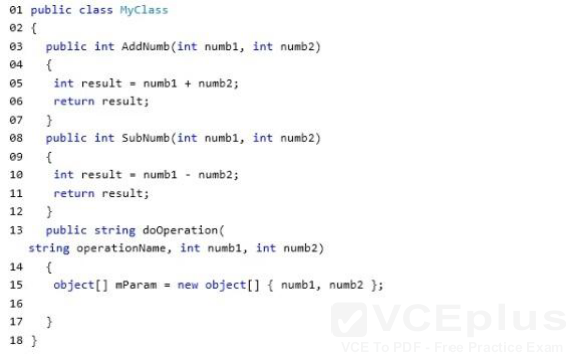 01 public class MyClass
02 {
03 public int AddNumb(int numb1, int numb2)
04 {
05 int result = numb1 + numb2;
06 return result;
07 }
08 public int SubNumb(int numb1, int numb2)
09 {
10 int result = numb1 - numb2;
11 return result;
12 }
13 public string doOperation(
string operationName, int numb1, int numb2)
14 {
15 object[] mParam = new object[] { numb1, numb2 };
16
17 }
18 }
VCEplus
VCE To PDF - Free Practice Exam